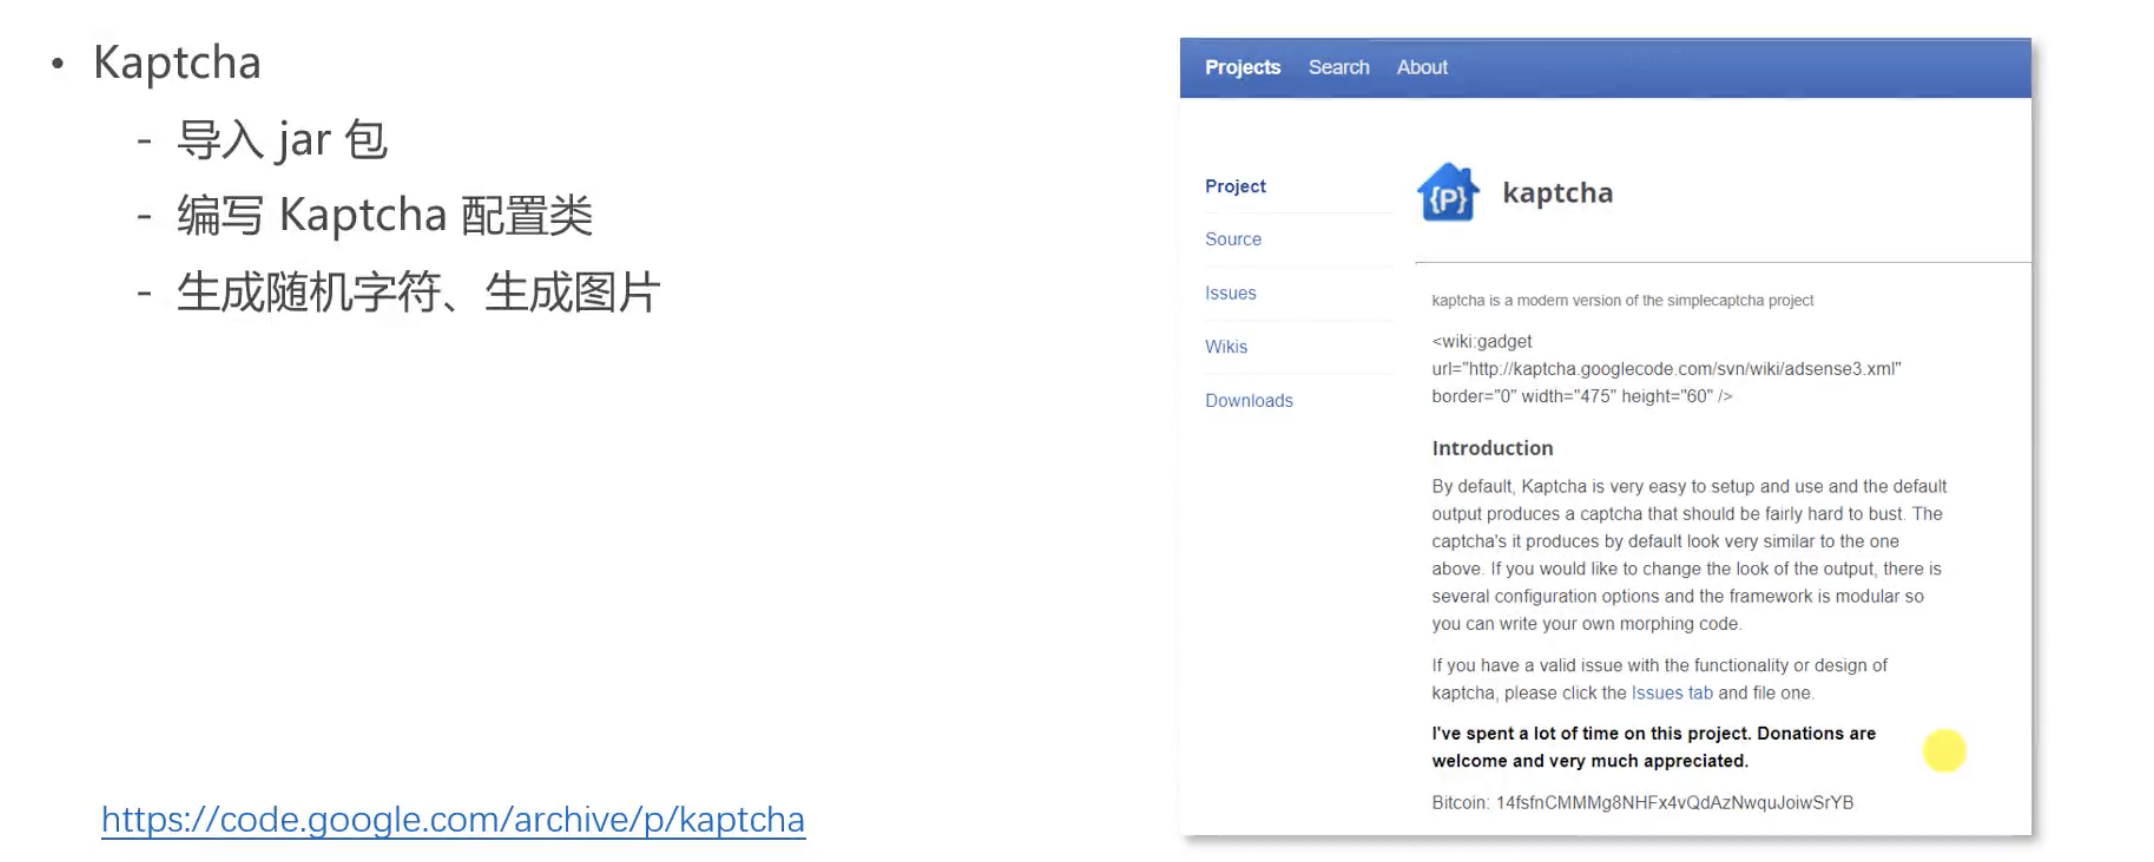 • Kaptcha
- 导入 jar 包
- 编写 Kaptcha 配置类
- 生成随机字符、生成图片
https://code.google.com/archive/p/kaptcha
Projects Search About
Project
Source
Issues
Wikis
Downloads
{P} kaptcha
kaptcha is a modern version of the simplecaptcha project
<wiki:gadget
url="http://kaptcha.googlecode.com/svn/wiki/adsense3.xml"
border="0" width="475" height="60" />
Introduction
By default, Kaptcha is very easy to setup and use and the default
output produces a captcha that should be fairly hard to bust. The
captcha's it produces by default look very similar to the one
above. If you would like to change the look of the output, there is
several configuration options and the framework is modular so
you can write your own morphing code.
If you have a valid issue with the functionality or design of
kaptcha, please click the Issues tab and file one.
I've spent a lot of time on this project. Donations are
welcome and very much appreciated.
Bitcoin: 14fsfnCMMMg8NHFx4vQdAzNwquJoiwSrYB